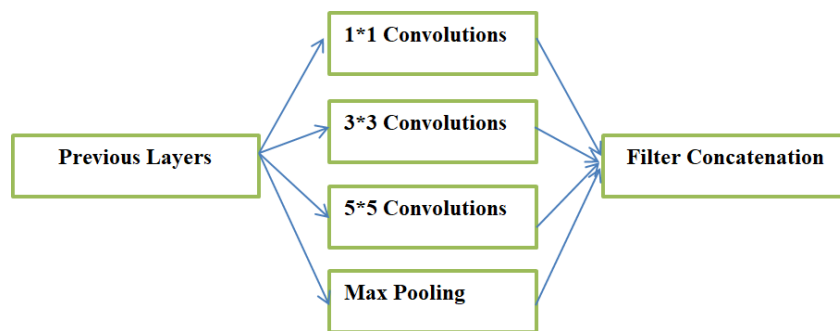 Previous Layers
1*1 Convolutions
3*3 Convolutions
5*5 Convolutions
Max Pooling
Filter Concatenation